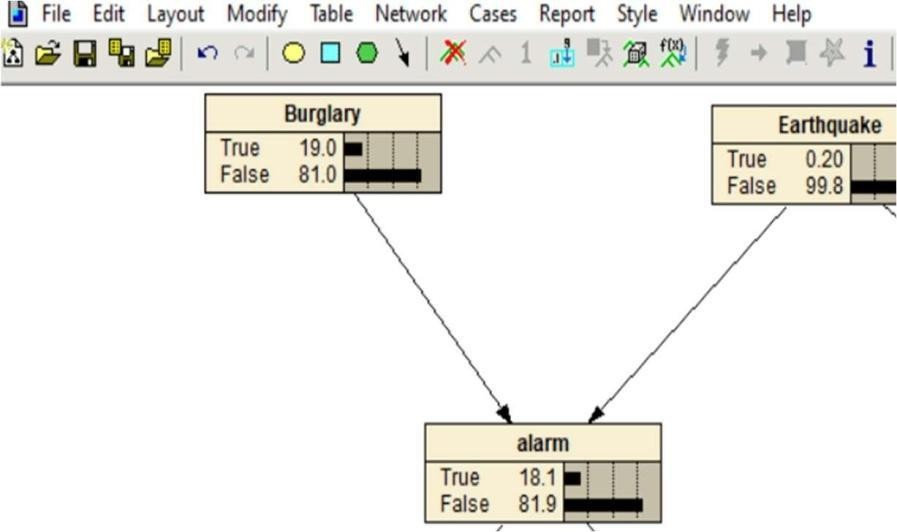 File Edit Layout Modify Table Network Cases Report Style Window Help
1 f(x)
Burglary
True 19.0
False 81.0
Earthquake
True 0.20
False 99.8
alarm
True 18.1
False 81.9